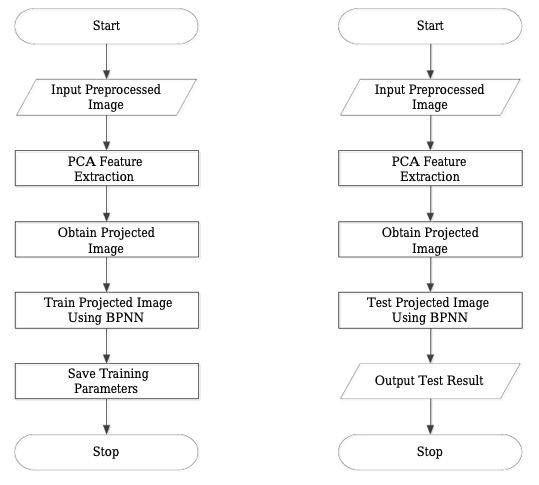 Start
Input Preprocessed
Image
PCA Feature
Extraction
Obtain Projected
Image
Train Projected Image
Using BPNN
Save Training
Parameters
Stop
Start
Input Preprocessed
Image
PCA Feature
Extraction
Obtain Projected
Image
Test Projected Image
Using BPNN
Output Test Result
Stop